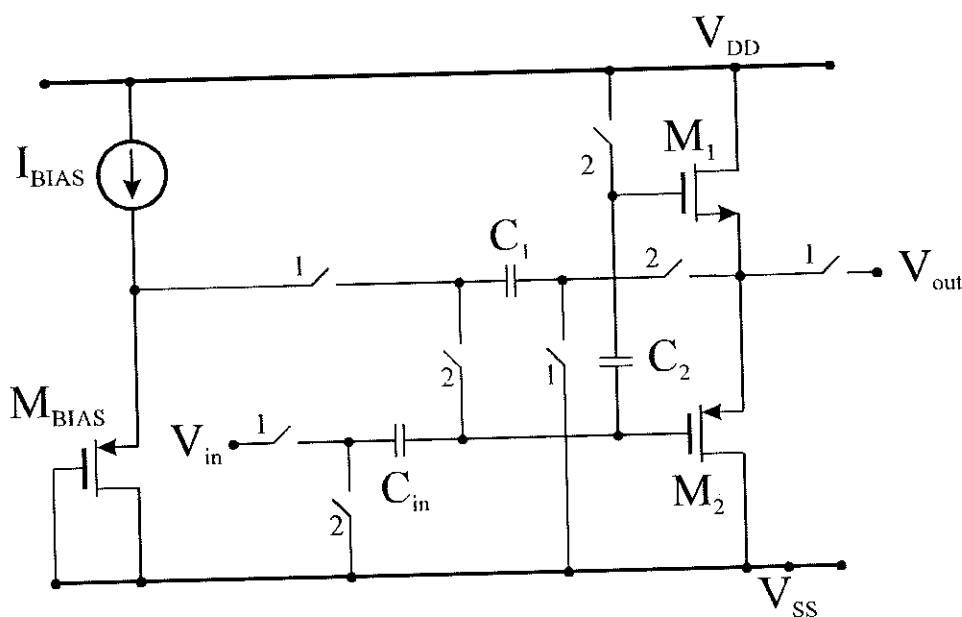 V_DD
M_1
I_BIAS
2
C_1
1
2
1
V_out
M_BIAS
2
1
C_2
V_in
1
C_in
2
M_2
V_SS